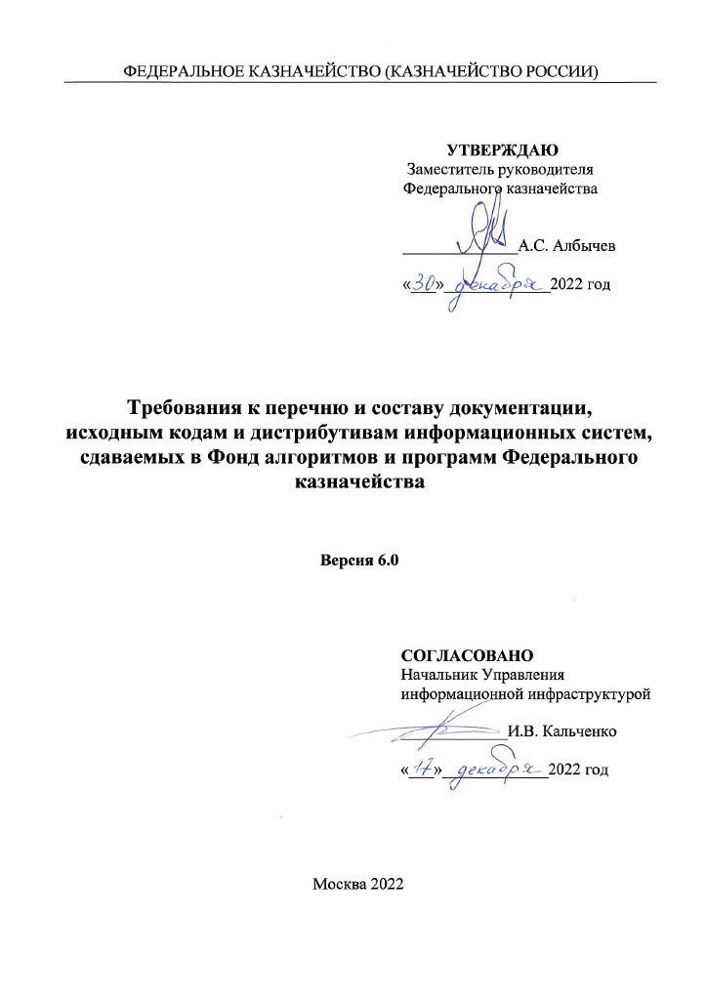 ФЕДЕРАЛЬНОЕ КАЗНАЧЕЙСТВО (КАЗНАЧЕЙСТВО РОССИИ)
УТВЕРЖДАЮ
Заместитель руководителя
Федерального казначейства
А.С. Албычев
«30» декабря 2022 год
Требования к перечню и составу документации,
исходным кодам и дистрибутивам информационных систем,
сдаваемых в Фонд алгоритмов и программ Федерального
казначейства
Версия 6.0
СОГЛАСОВАНО
Начальник Управления
информационной инфраструктурой
И.В. Кальченко
«17» декабря 2022 год
Москва 2022